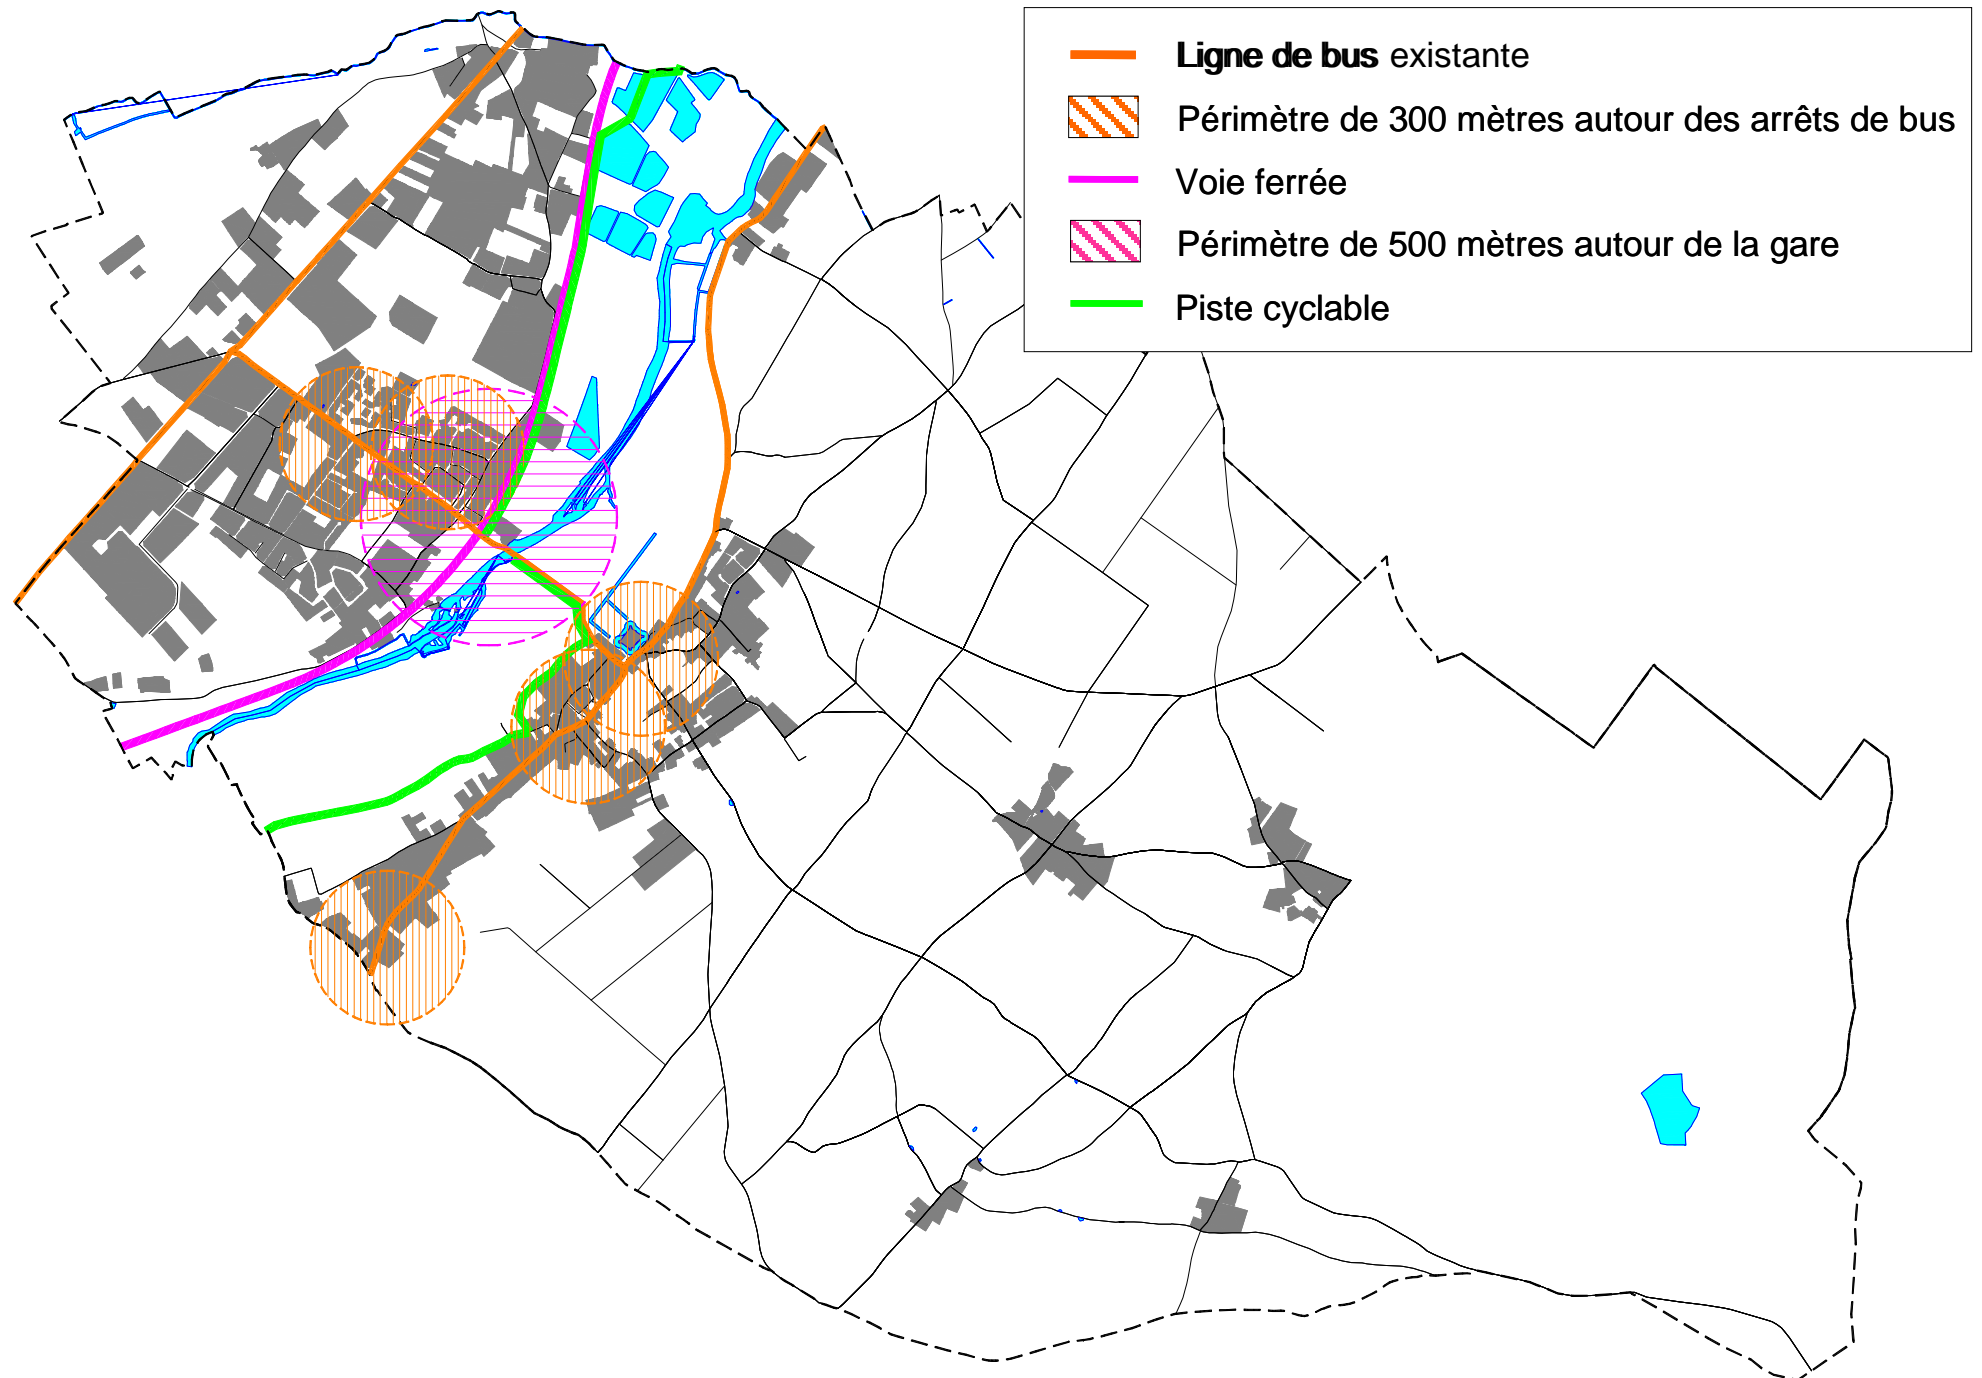 Ligne de bus existante
Périmètre de 300 mètres autour des arrêts de bus
Voie ferrée
Périmètre de 500 mètres autour de la gare
Piste cyclable